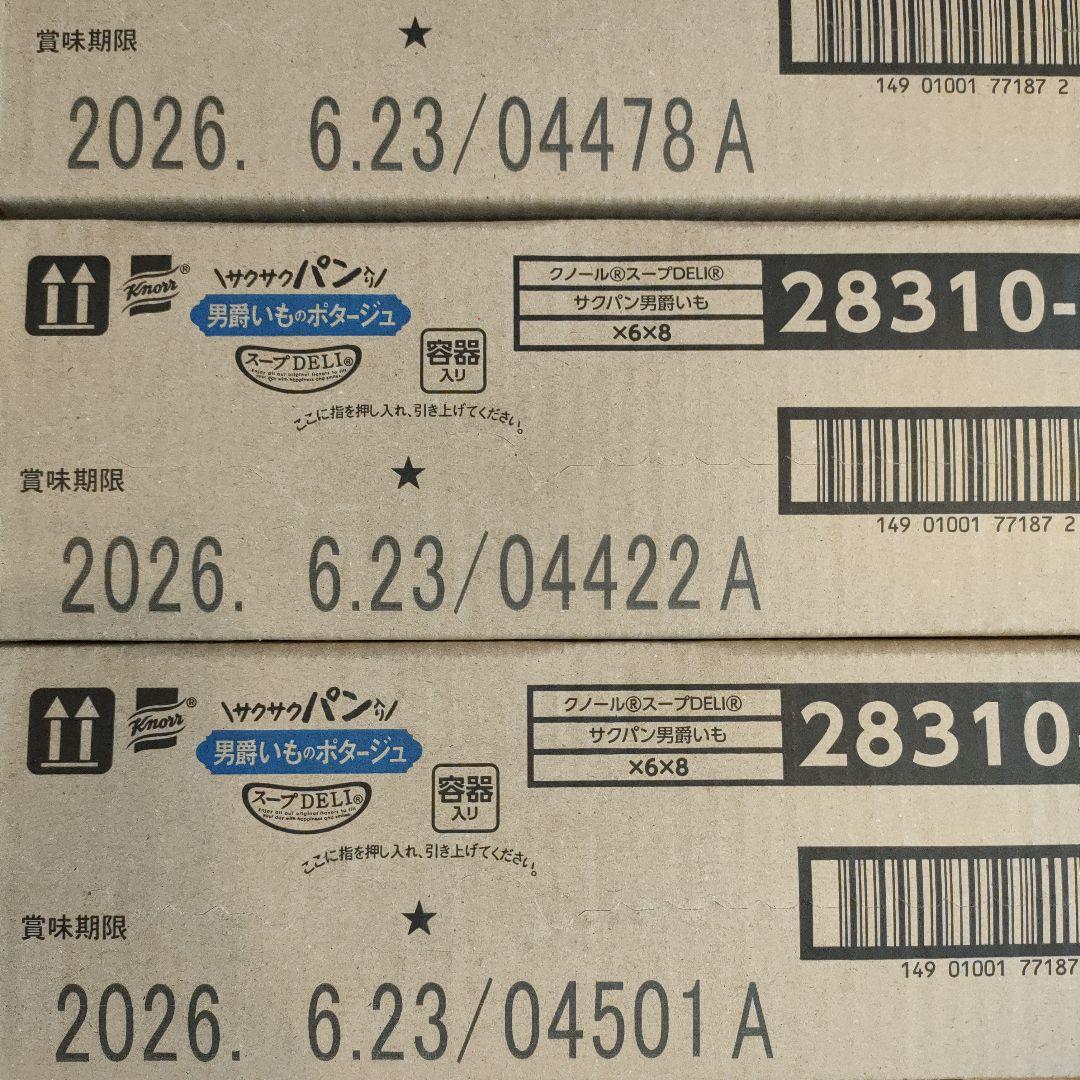 賞味期限
★
149 01001 77187 2
2026. 6.23/04478 A
Knorr®
\サクサクパン入り/
男爵いものポタージュ
スープDELI®
容器
入り
ここに指を押し入れ、引き上げてください。
クノール®スープDELI®
サクパン男爵いも
×6×8
28310-
賞味期限
★
149 01001 77187 2
2026. 6.23/04422 A
Knorr®
\サクサクパン入り/
男爵いものポタージュ
スープDELI®
容器
入り
ここに指を押し入れ、引き上げてください。
クノール®スープDELI®
サクパン男爵いも
×6×8
28310-
賞味期限
★
149 01001 77187
2026. 6.23/04501 A